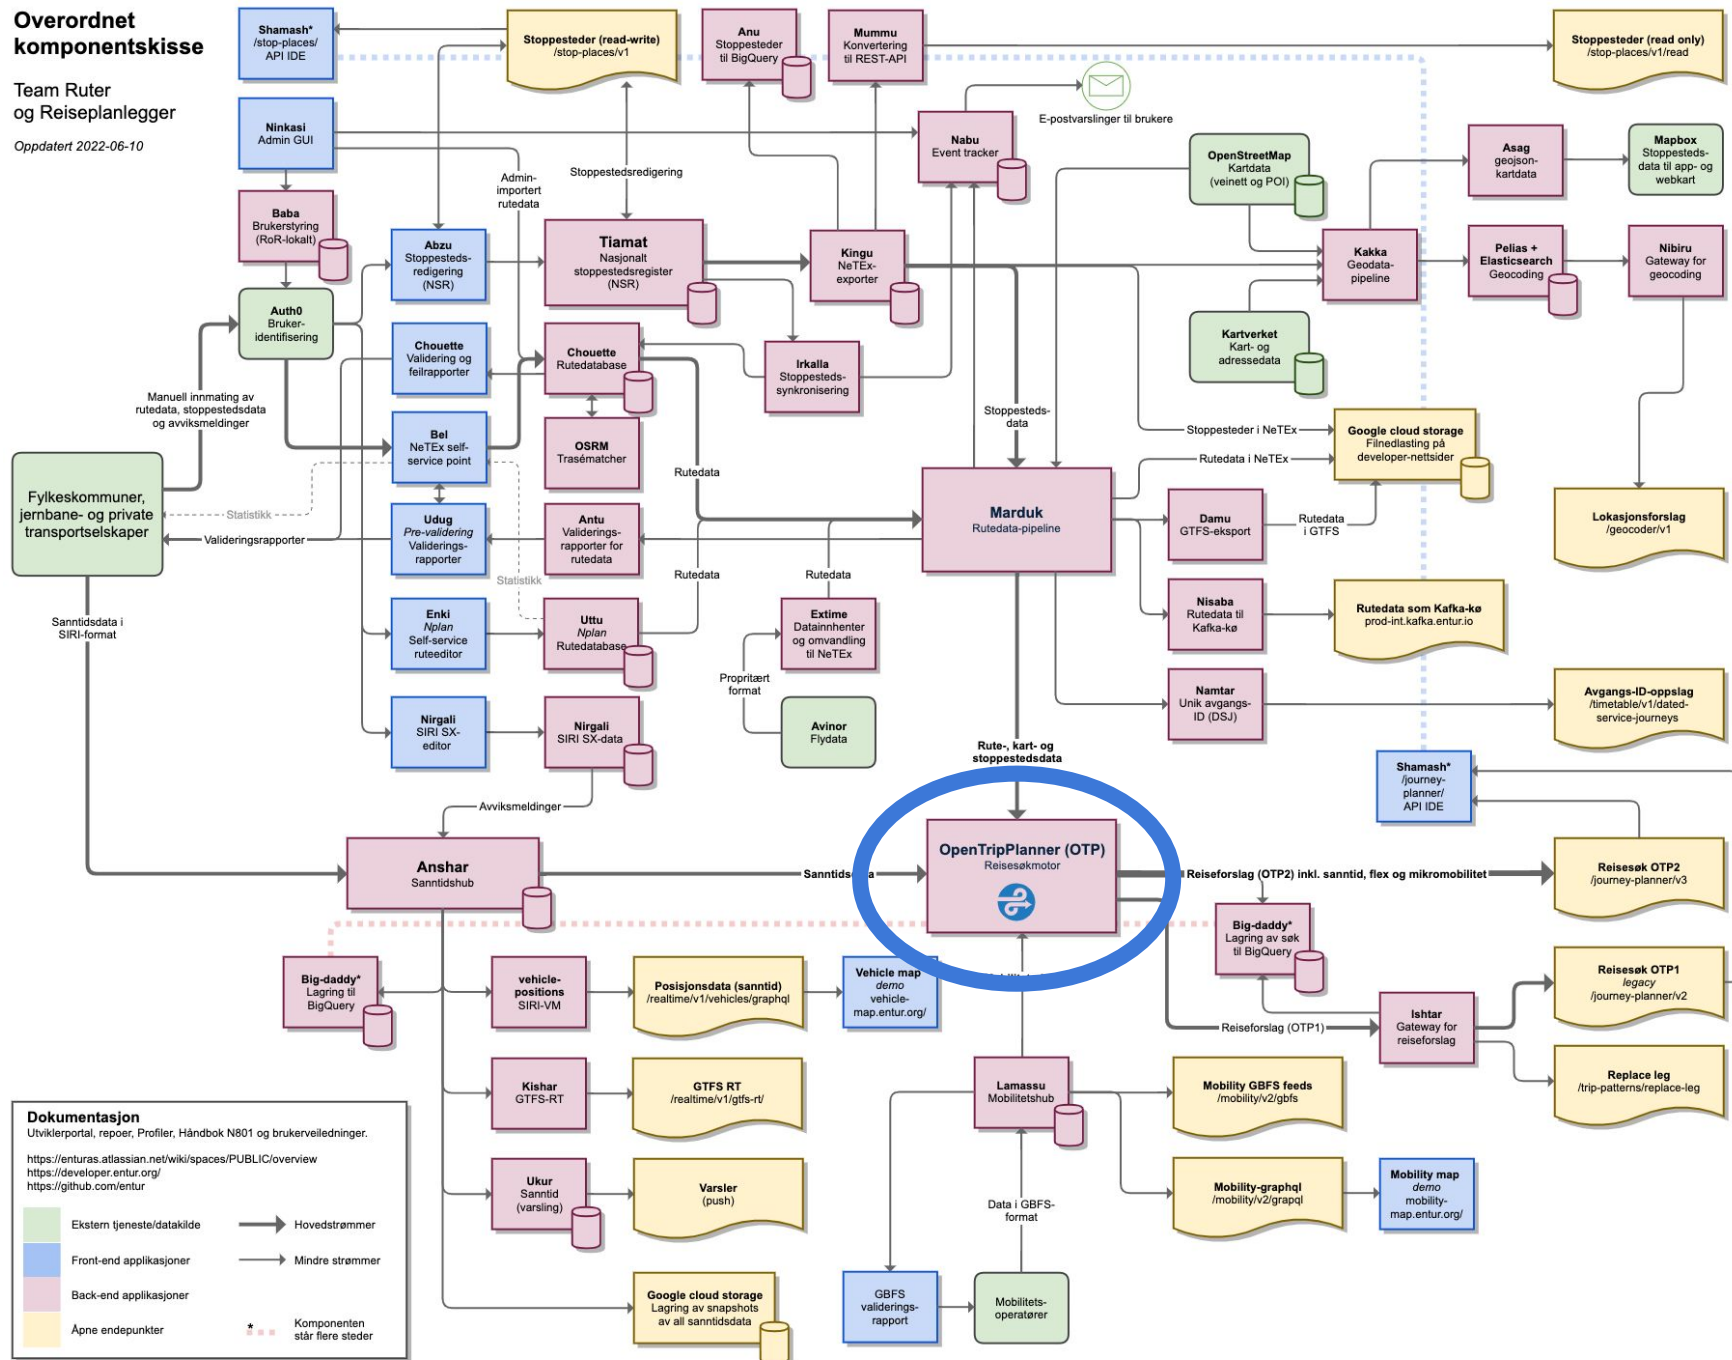 Overordnet
komponentskisse
Team Ruter
og Reiseplanlegger
Oppdatert 2022-06-10
Shamash*
/stop-places/
API IDE
Stoppesteder (read-write)
/stop-places/v1
Anu
Stoppesteder
til BigQuery
Mummu
Konvertering
til REST-API
Stoppesteder (read only)
/stop-places/v1/read
Ninkasi
Admin GUI
Nabu
Event tracker
E-postvarslinger til brukere
OpenStreetMap
Kartdata
(veinett og POI)
Asag
geojson-
kartdata
Mapbox
Stoppesteds-
data til app- og
webkart
Stoppestedsredigering
Admin-
importert
rutedata
Baba
Brukerstyring
(RoR-lokalt)
Abzu
Stoppesteds-
redigering
(NSR)
Tiamat
Nasjonalt
stoppestedsregister
(NSR)
Kingu
NeTEx-
exporter
Kakka
Geodata-
pipeline
Pelias +
Elasticsearch
Geocoding
Nibiru
Gateway for
geocoding
Auth0
Bruker-
identifisering
Chouette
Validering og
feilrapporter
Chouette
Rutedatabase
Irkalla
Stoppesteds-
synkronisering
Kartverket
Kart- og
adressedata
Manuell innmating av
rutedata, stoppestedsdata
og avviksmeldinger
Stoppesteds-
data
Bel
NeTEx self-
service point
OSRM
Trasématcher
Stoppesteder i NeTEx
Google cloud storage
Filnedlasting på
developer-nettsider
Rutedata i NeTEx
Rutedata
Fylkeskommuner,
jernbane- og private
transportselskaper
Statistikk
Valideringsrapporter
Udug
Pre-validering
Validerings-
rapporter
Antu
Validerings-
rapporter for
rutedata
Marduk
Rutedata-pipeline
Damu
GTFS-eksport
Rutedata
i GTFS
Lokasjonsforslag
/geocoder/v1
Statistikk
Rutedata
Rutedata
Sanntidsdata i
SIRI-format
Enki
Nplan
Self-service
ruteeditor
Uttu
Nplan
Rutedatabase
Extime
Datainnhenter
og omvandling
til NeTEx
Nisaba
Rutedata til
Kafka-kø
Rutedata som Kafka-kø
prod-int.kafka.entur.io
Propritært
format
Nirgali
SIRI SX-
editor
Nirgali
SIRI SX-data
Avinor
Flydata
Namtar
Unik avgangs-
ID (DSJ)
Avgangs-ID-oppslag
/timetable/v1/dated-
service-journeys
Rute-, kart- og
stoppestedsdata
Shamash*
/journey-
planner/
API IDE
Avviksmeldinger
Anshar
Sanntidshub
OpenTripPlanner (OTP)
Reisesøkmotor
Reiseforslag (OTP2) inkl. sanntid, flex og mikromobilitet
Reisesøk OTP2
/journey-planner/v3
Big-daddy*
Lagring av søk
til BigQuery
Big-daddy*
Lagring til
BigQuery
vehicle-
positions
SIRI-VM
Posisjonsdata (sanntid)
/realtime/v1/vehicles/graphql
Vehicle map
demo
vehicle-
map.entur.org/
Reisesøk OTP1
legacy
/journey-planner/v2
Reiseforslag (OTP1)
Ishtar
Gateway for
reiseforslag
Kishar
GTFS-RT
GTFS RT
/realtime/v1/gtfs-rt/
Lamassu
Mobilitetshub
Mobility GBFS feeds
/mobility/v2/gbfs
Replace leg
/trip-patterns/replace-leg
Dokumentasjon
Utviklerportal, repoer, Profiler, Håndbok N801 og brukerveiledninger.
https://enturas.atlassian.net/wiki/spaces/PUBLIC/overview
https://developer.entur.org/
https://github.com/entur
Ukur
Sanntid
(varsling)
Varsler
(push)
Data i GBFS-
format
Mobility-graphql
/mobility/v2/grapql
Mobility map
demo
mobility-
map.entur.org/
Ekstern tjeneste/datakilde
Hovedstrømmer
Front-end applikasjoner
Mindre strømmer
Back-end applikasjoner
Åpne endepunkter
*
Komponenten
står flere steder
Google cloud storage
Lagring av snapshots
av all sanntidsdata
GBFS
validerings-
rapport
Mobilitets-
operatører